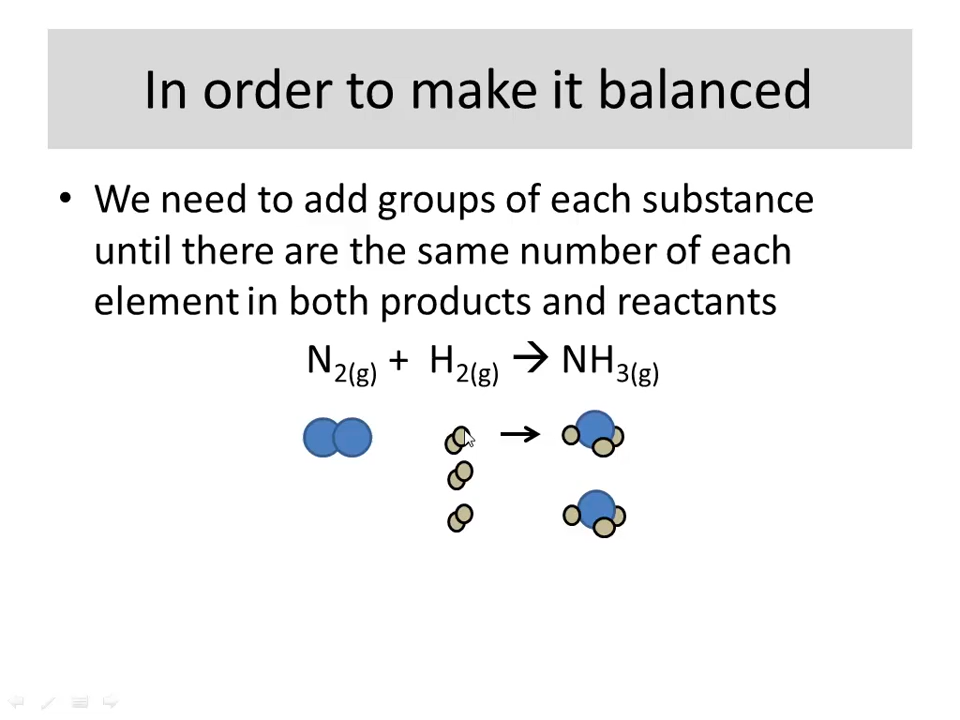 In order to make it balanced
• We need to add groups of each substance
until there are the same number of each
element in both products and reactants
N₂(g) + H₂(g) → NH₃(g)